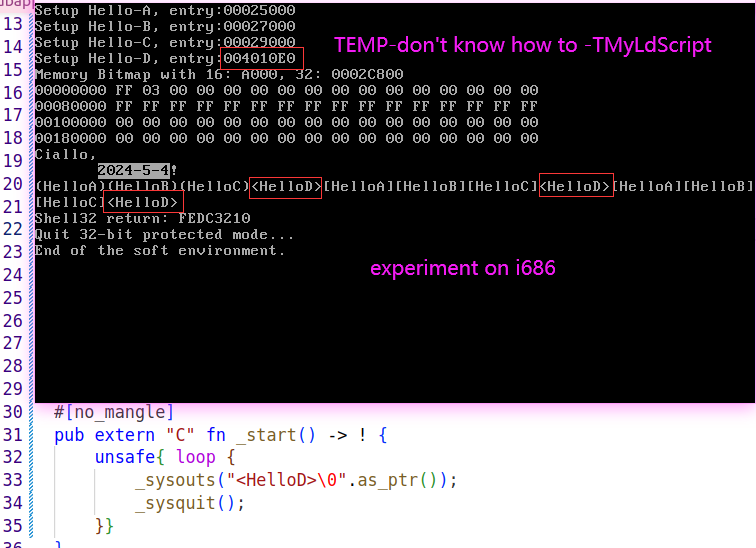 ubapp
13
14
15
16
17
18
19
20
21
22
23
24
25
26
27
28
29
30
31
32
33
34
35
36
Setup Hello-A, entry:00025000
Setup Hello-B, entry:00027000
Setup Hello-C, entry:00029000
Setup Hello-D, entry:004010E0
TEMP-don't know how to -TMyLdScript
Memory Bitmap with 16: A000, 32: 0002CB00
00000000 FF 03 00 00 00 00 00 00 00 00 00 00 00 00 00 00
00080000 FF FF FF FF FF FF FF FF FF FF FF FF FF FF FF FF
00100000 00 00 00 00 00 00 00 00 00 00 00 00 00 00 00 00
00180000 00 00 00 00 00 00 00 00 00 00 00 00 00 00 00 00
Ciallo,
2024-5-4!
(HelloA)(HelloB)(HelloC)<HelloD>[HelloA][HelloB][HelloC]<HelloD>[HelloA][HelloB]
[HelloC]<HelloD>
Shell32 return: FEDC3210
Quit 32-bit protected mode...
End of the soft environment.
experiment on i686
#[no_mangle]
pub extern "C" fn _start() -> ! {
unsafe{ loop {
_sysouts("<HelloD>\0".as_ptr());
_sysquit();
}}
}